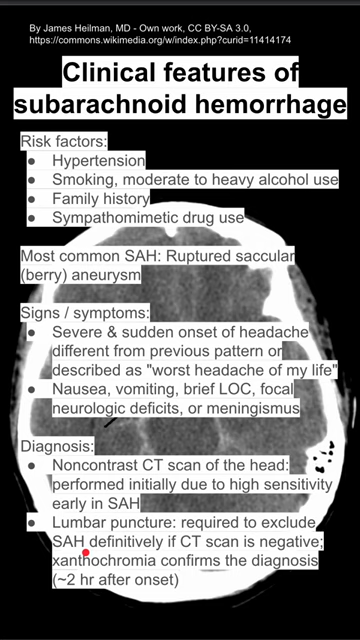 By James Heilman, MD - Own work, CC BY-SA 3.0,
https://commons.wikimedia.org/w/index.php?curid=11414174
Clinical features of
subarachnoid hemorrhage
Risk factors:
● Hypertension
● Smoking, moderate to heavy alcohol use
● Family history
● Sympathomimetic drug use
Most common SAH: Ruptured saccular
(berry) aneurysm
Signs / symptoms:
● Severe & sudden onset of headache
different from previous pattern or
described as "worst headache of my life"
● Nausea, vomiting, brief LOC, focal
neurologic deficits, or meningismus
Diagnosis:
● Noncontrast CT scan of the head:
performed initially due to high sensitivity
early in SAH
● Lumbar puncture: required to exclude
SAH definitively if CT scan is negative;
xanthochromia confirms the diagnosis
(~2 hr after onset)